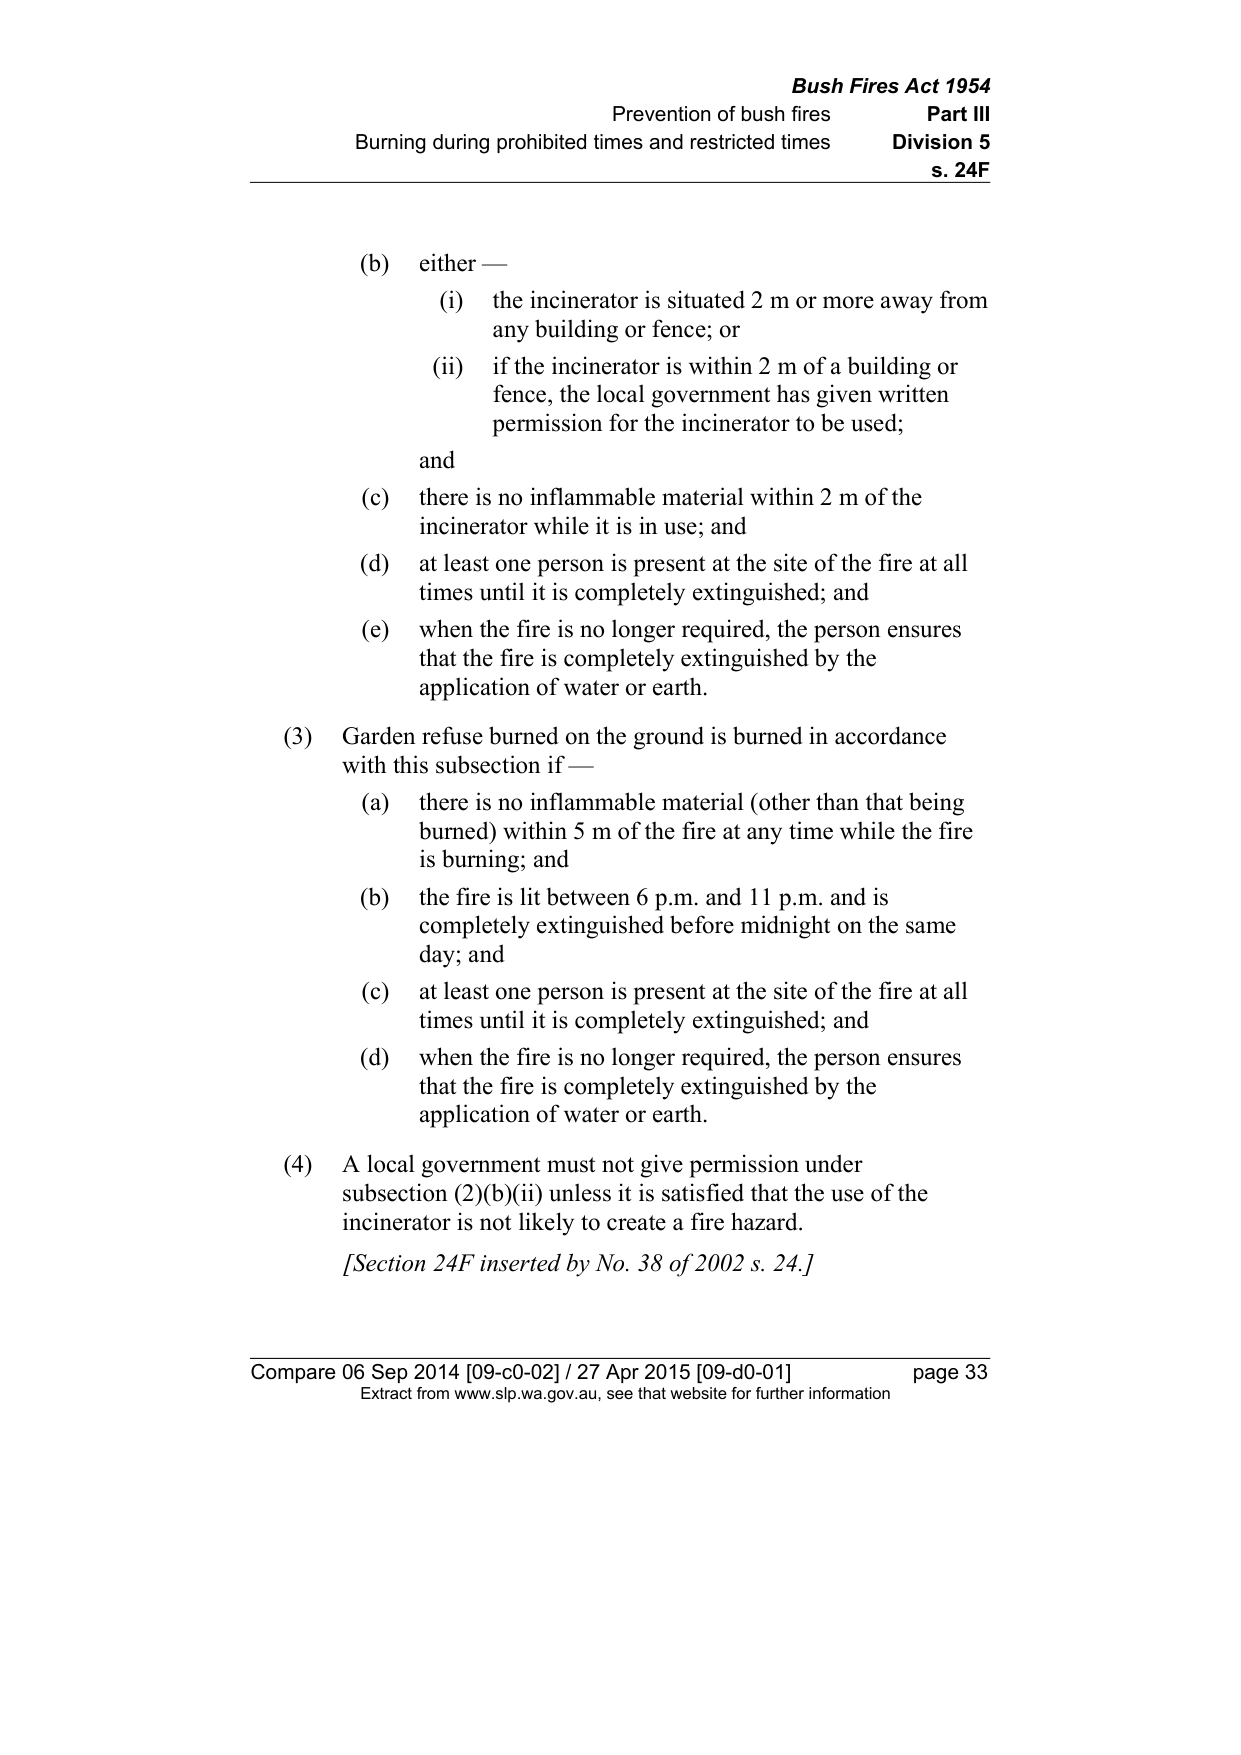 Bush Fires Act 1954
Prevention of bush fires Part III
Burning during prohibited times and restricted times Division 5
s. 24F
(b) either —
(i) the incinerator is situated 2 m or more away from
any building or fence; or
(ii) if the incinerator is within 2 m of a building or
fence, the local government has given written
permission for the incinerator to be used;
and
(c) there is no inflammable material within 2 m of the
incinerator while it is in use; and
(d) at least one person is present at the site of the fire at all
times until it is completely extinguished; and
(e) when the fire is no longer required, the person ensures
that the fire is completely extinguished by the
application of water or earth.
(3) Garden refuse burned on the ground is burned in accordance
with this subsection if —
(a) there is no inflammable material (other than that being
burned) within 5 m of the fire at any time while the fire
is burning; and
(b) the fire is lit between 6 p.m. and 11 p.m. and is
completely extinguished before midnight on the same
day; and
(c) at least one person is present at the site of the fire at all
times until it is completely extinguished; and
(d) when the fire is no longer required, the person ensures
that the fire is completely extinguished by the
application of water or earth.
(4) A local government must not give permission under
subsection (2)(b)(ii) unless it is satisfied that the use of the
incinerator is not likely to create a fire hazard.
[Section 24F inserted by No. 38 of 2002 s. 24.]
Compare 06 Sep 2014 [09-c0-02] / 27 Apr 2015 [09-d0-01] page 33
Extract from www.slp.wa.gov.au, see that website for further information